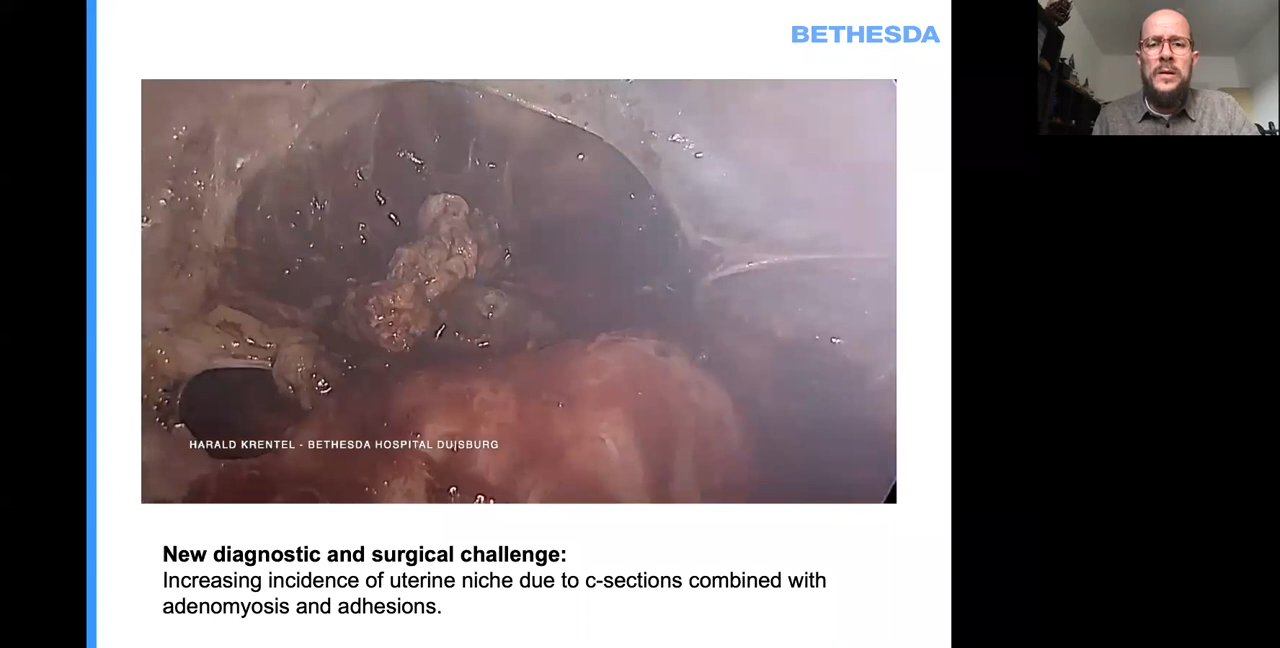 BETHESDA
HARALD KRENTEL - BETHESDA HOSPITAL DUISBURG
New diagnostic and surgical challenge:
Increasing incidence of uterine niche due to c-sections combined with
adenomyosis and adhesions.